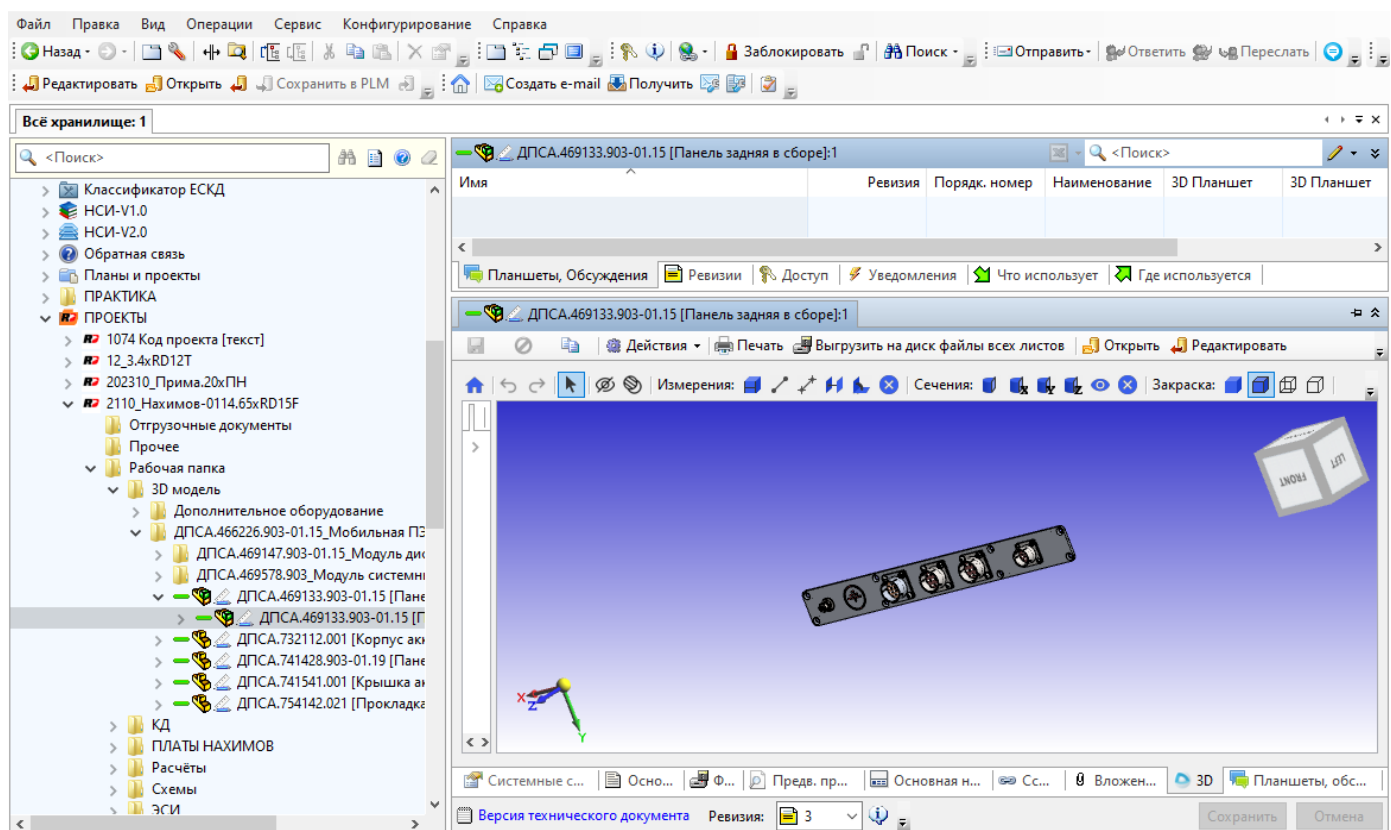 Файл Правка Вид Операции Сервис Конфигурирование Справка
Назад Заблокировать Поиск Отправить Ответить Переслать
Редактировать Открыть Сохранить в PLM Создать e-mail Получить
Всё хранилище: 1
<Поиск>
Классификатор ЕСКД
НСИ-V1.0
НСИ-V2.0
Обратная связь
Планы и проекты
ПРАКТИКА
ПРОЕКТЫ
1074 Код проекта [текст]
12_3.4xRD12T
202310_Прима.20хПН
2110_Нахимов-0114.65xRD15F
Отгрузочные документы
Прочее
Рабочая папка
3D модель
Дополнительное оборудование
ДПСА.466226.903-01.15_Мобильная ПЭ
ДПСА.469147.903-01.15_Модуль дис
ДПСА.469578.903_Модуль системн
ДПСА.469133.903-01.15 [Пане
ДПСА.469133.903-01.15 [П
ДПСА.732112.001 [Корпус акк
ДПСА.741428.903-01.19 [Пане
ДПСА.741541.001 [Крышка ак
ДПСА.754142.021 [Прокладка
КД
ПЛАТЫ НАХИМОВ
Расчёты
Схемы
ЭСИ
ДПСА.469133.903-01.15 [Панель задняя в сборе]:1 <Поиск>
Имя Ревизия Порядк. номер Наименование 3D Планшет 3D Планшет
Планшеты, Обсуждения Ревизии Доступ Уведомления Что использует Где используется
ДПСА.469133.903-01.15 [Панель задняя в сборе]:1
Действия Печать Выгрузить на диск файлы всех листов Открыть Редактировать
Измерения: Сечения: X Y Z Закраска:
FRONT LEFT
X Z Y
Системные с... Осно... Ф... Предв. пр... Основная н... Сс... Вложен... 3D Планшеты, обс...
Версия технического документа Ревизия: 3 Сохранить Отмена